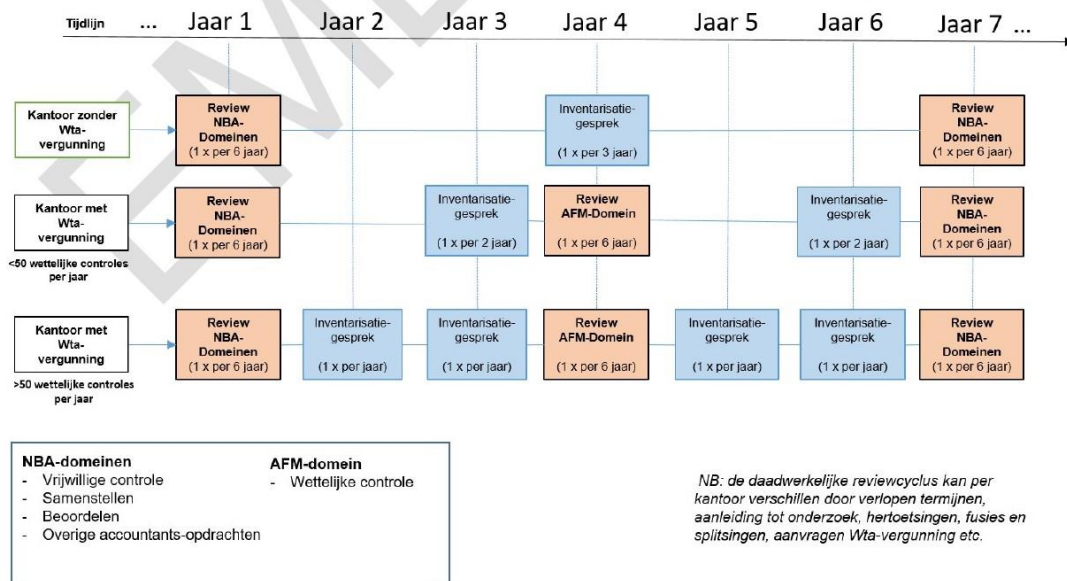 Tijdlijn ... Jaar 1 Jaar 2 Jaar 3 Jaar 4 Jaar 5 Jaar 6 Jaar 7 ...
Kantoor zonder
Wta-
vergunning
Review
NBA-
Domeinen
(1 x per 6 jaar)
Inventarisatie-
gesprek
(1 x per 3 jaar)
Review
NBA-
Domeinen
(1 x per 6 jaar)
Kantoor met
Wta-
vergunning
<50 wettelijke controles
per jaar
Review
NBA-
Domeinen
(1 x per 6 jaar)
Inventarisatie-
gesprek
(1 x per 2 jaar)
Review
AFM-Domein
(1 x per 6 jaar)
Inventarisatie-
gesprek
(1 x per 2 jaar)
Review
NBA-
Domeinen
(1 x per 6 jaar)
Kantoor met
Wta-
vergunning
>50 wettelijke controles
per jaar
Review
NBA-
Domeinen
(1 x per 6 jaar)
Inventarisatie-
gesprek
(1 x per jaar)
Inventarisatie-
gesprek
(1 x per jaar)
Review
AFM-Domein
(1 x per 6 jaar)
Inventarisatie-
gesprek
(1 x per jaar)
Inventarisatie-
gesprek
(1 x per jaar)
Review
NBA-
Domeinen
(1 x per 6 jaar)
NBA-domeinen
- Vrijwillige controle
- Samenstellen
- Beoordelen
- Overige accountants-opdrachten
AFM-domein
- Wettelijke controle
NB: de daadwerkelijke reviewcyclus kan per
kantoor verschillen door verlopen termijnen,
aanleiding tot onderzoek, hertoetsingen, fusies en
splitsingen, aanvragen Wta-vergunning etc.